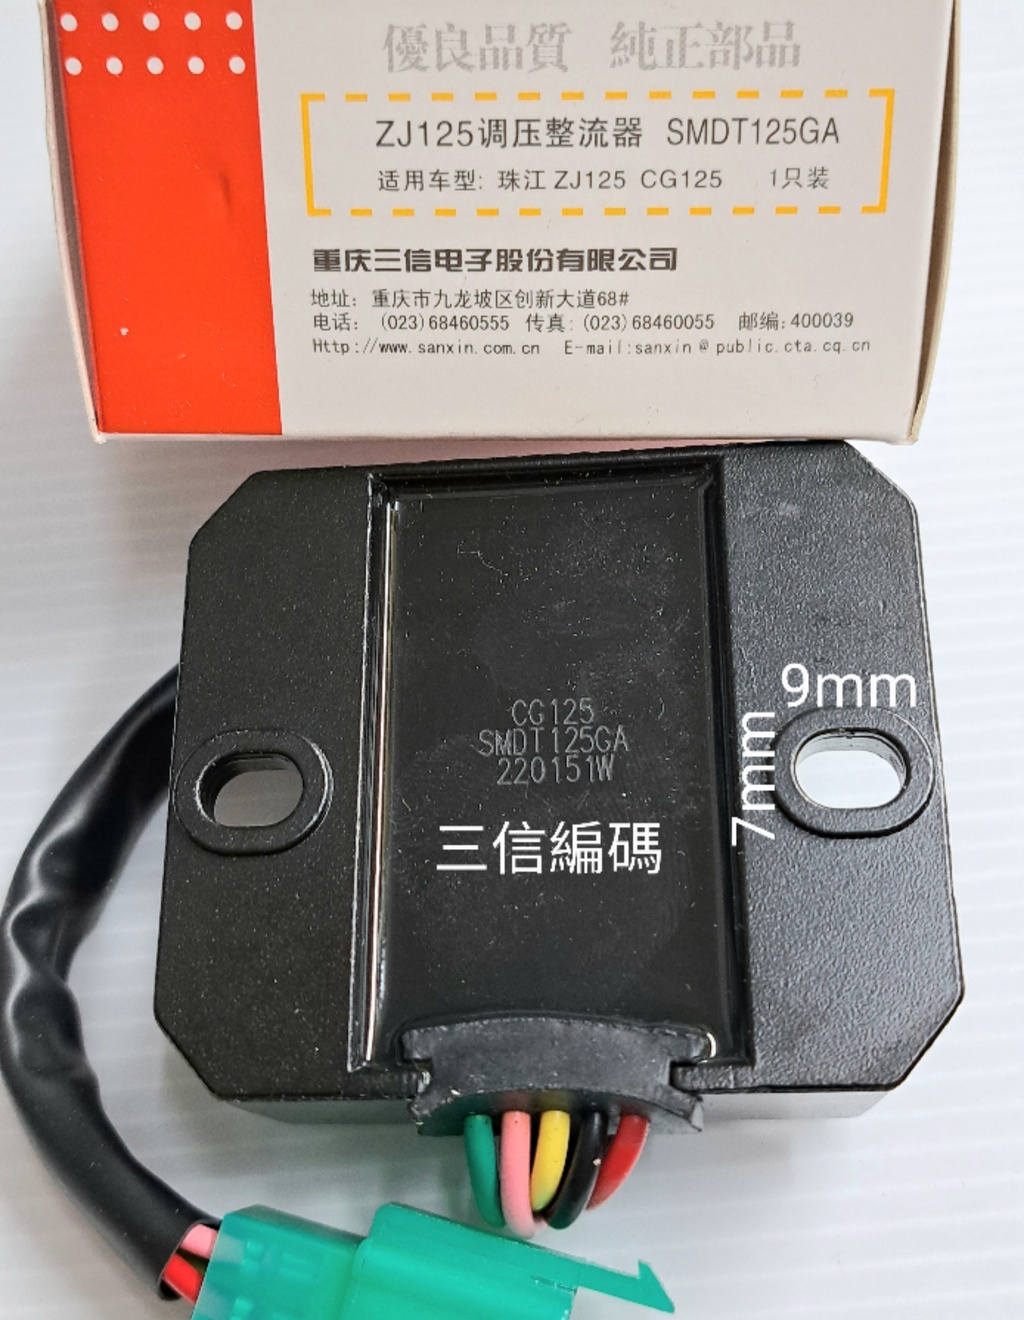 優良品質 純正部品
ZJ125调压整流器 SMDT125GA
适用车型: 珠江 ZJ125 CG125 1只装
重庆三信电子股份有限公司
地址: 重庆市九龙坡区创新大道68#
电话: (023)68460555 传真: (023)68460055 邮编: 400039
Http://www.sanxin.com.cn E-mail:sanxin@public.cta.cq.cn
9mm
7mm
CG125
SMDT125GA
220151W
三信編碼